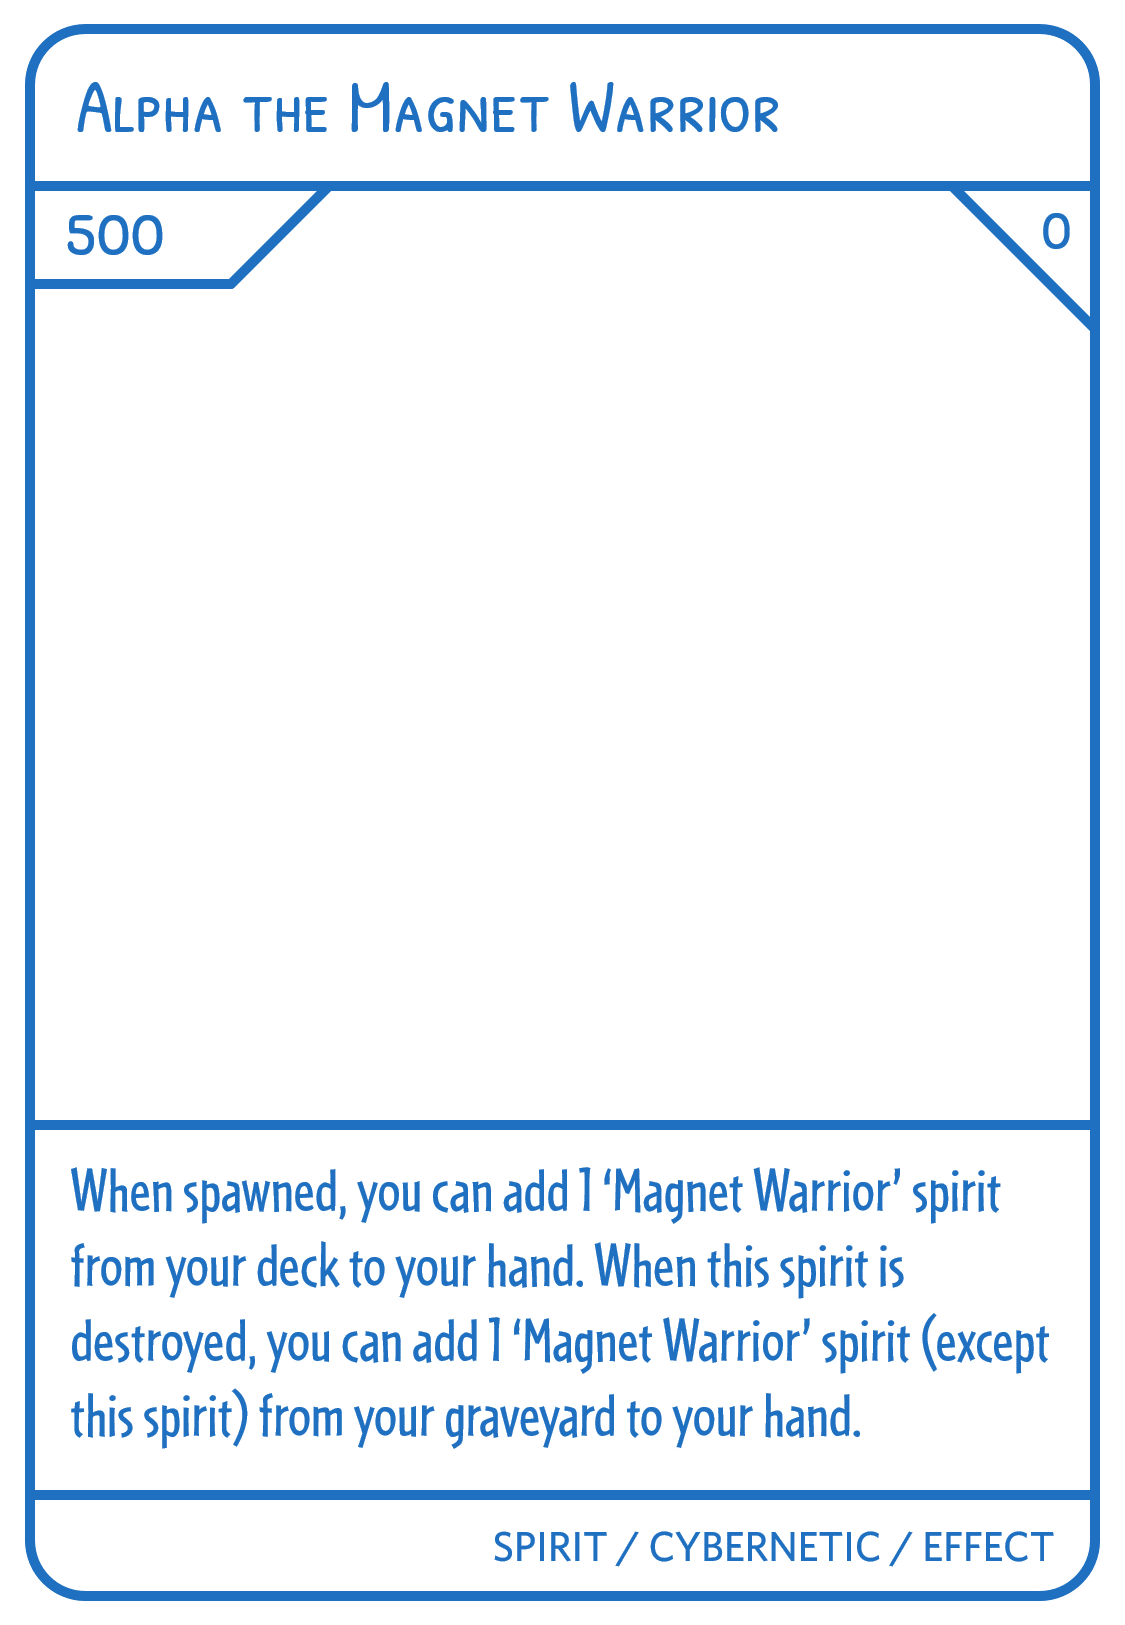 Alpha the Magnet Warrior
500
0
When spawned, you can add 1 ‘Magnet Warrior’ spirit
from your deck to your hand. When this spirit is
destroyed, you can add 1 ‘Magnet Warrior’ spirit (except
this spirit) from your graveyard to your hand.
SPIRIT / CYBERNETIC / EFFECT